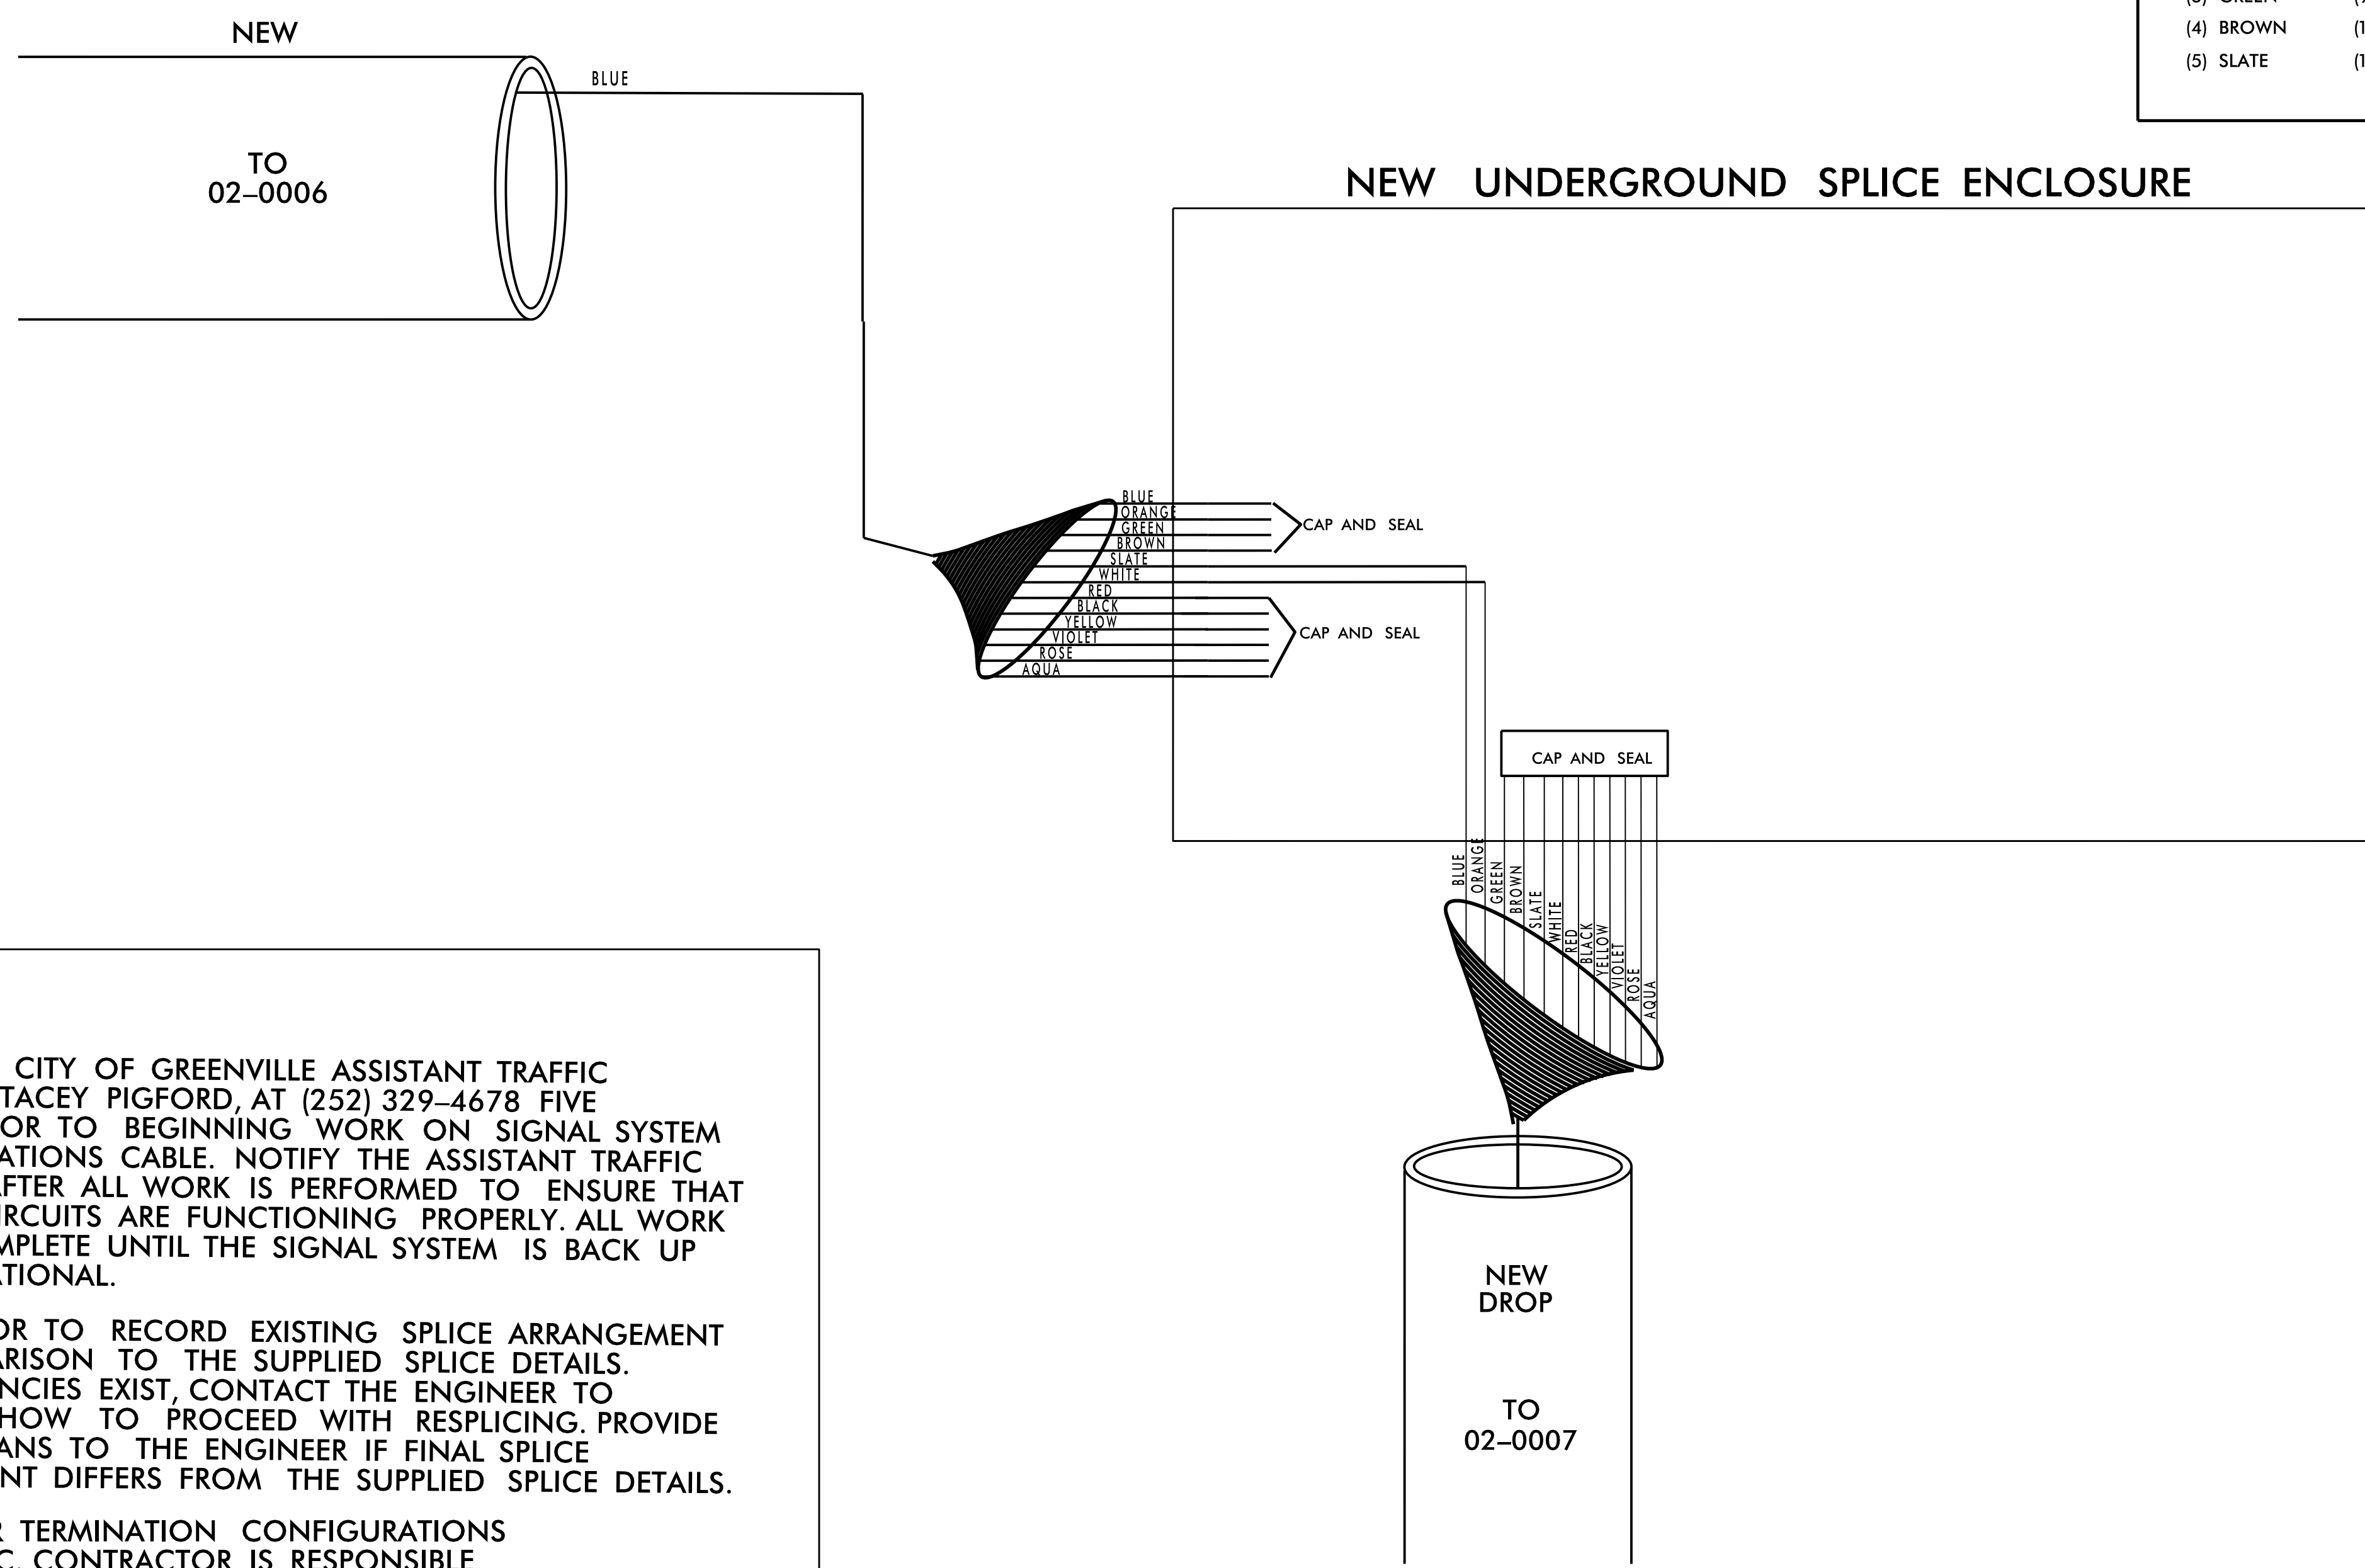 NEW
BLUE
TO
02–0006
(4) BROWN
(5) SLATE
NEW UNDERGROUND SPLICE ENCLOSURE
BLUE
ORANGE
GREEN
BROWN
SLATE
WHITE
RED
BLACK
YELLOW
VIOLET
ROSE
AQUA
CAP AND SEAL
CAP AND SEAL
CAP AND SEAL
BLUE
ORANGE
GREEN
BROWN
SLATE
WHITE
RED
BLACK
YELLOW
VIOLET
ROSE
AQUA
NEW
DROP
TO
02–0007
CITY OF GREENVILLE ASSISTANT TRAFFIC
TACEY PIGFORD, AT (252) 329–4678 FIVE
OR TO BEGINNING WORK ON SIGNAL SYSTEM
ATIONS CABLE. NOTIFY THE ASSISTANT TRAFFIC
AFTER ALL WORK IS PERFORMED TO ENSURE THAT
IRCUITS ARE FUNCTIONING PROPERLY. ALL WORK
MPLETE UNTIL THE SIGNAL SYSTEM IS BACK UP
ATIONAL.
OR TO RECORD EXISTING SPLICE ARRANGEMENT
ARISON TO THE SUPPLIED SPLICE DETAILS.
NCIES EXIST, CONTACT THE ENGINEER TO
HOW TO PROCEED WITH RESPLICING. PROVIDE
ANS TO THE ENGINEER IF FINAL SPLICE
NT DIFFERS FROM THE SUPPLIED SPLICE DETAILS.
R TERMINATION CONFIGURATIONS
C. CONTRACTOR IS RESPONSIBLE